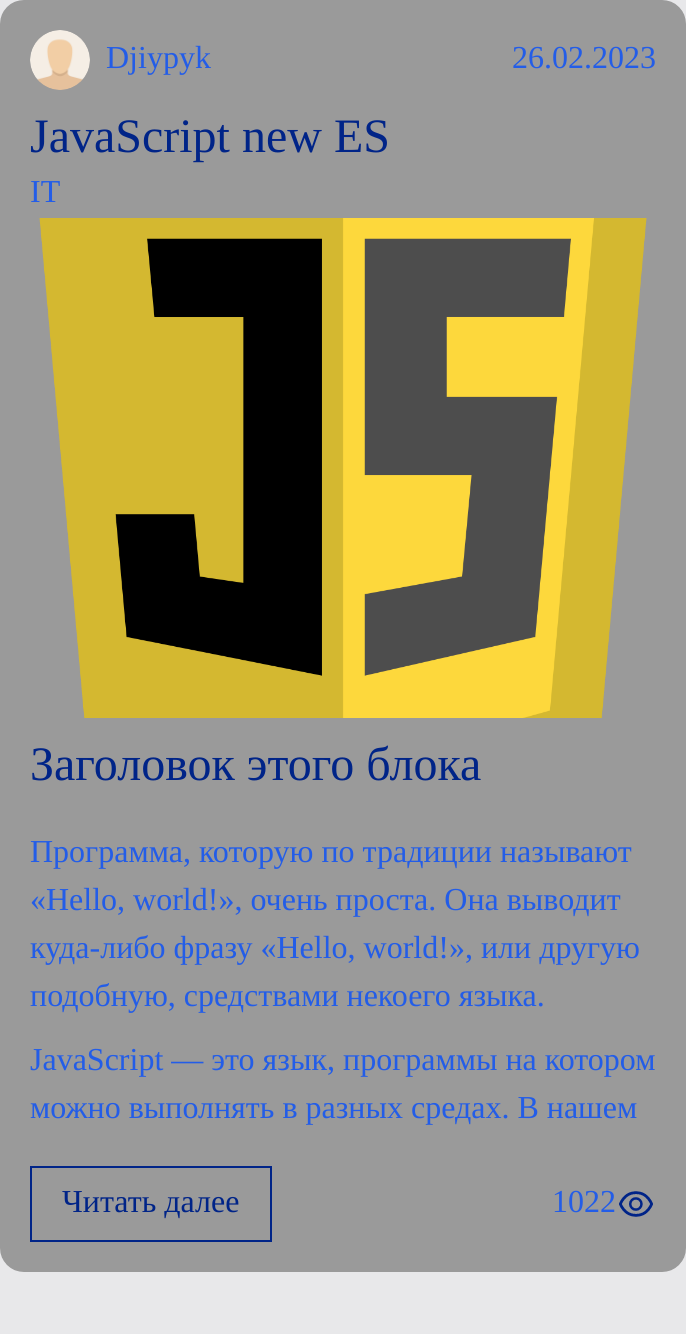 Djiypyk
26.02.2023
JavaScript new ES
IT
JS
Заголовок этого блока
Программа, которую по традиции называют
«Hello, world!», очень проста. Она выводит
куда-либо фразу «Hello, world!», или другую
подобную, средствами некоего языка.
JavaScript — это язык, программы на котором
можно выполнять в разных средах. В нашем
Читать далее
1022